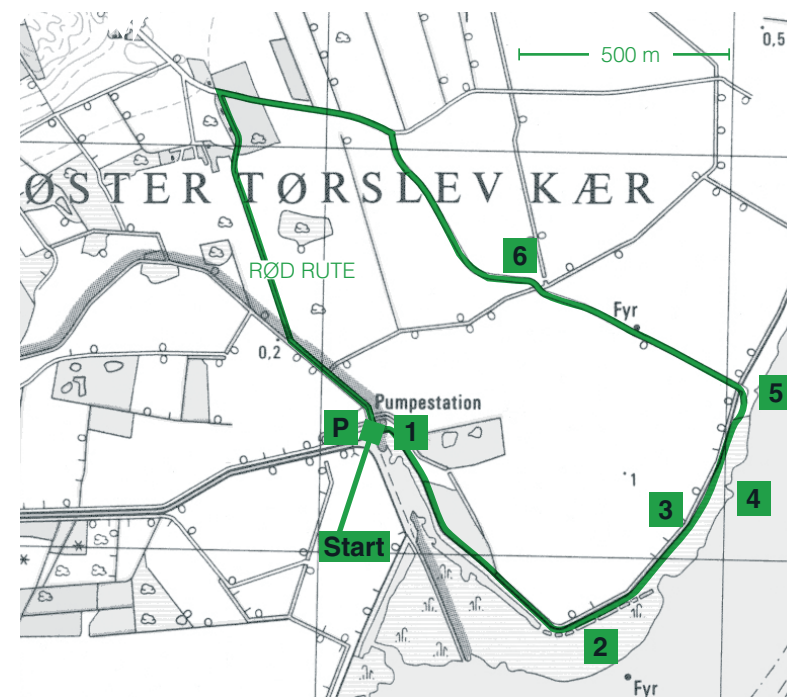 0,5
500 m
ØSTER TØRSLEV KÆR
6
RØD RUTE
Fyr
0,2
5
Pumpestation
P
1
1
4
3
Start
2
Fyr